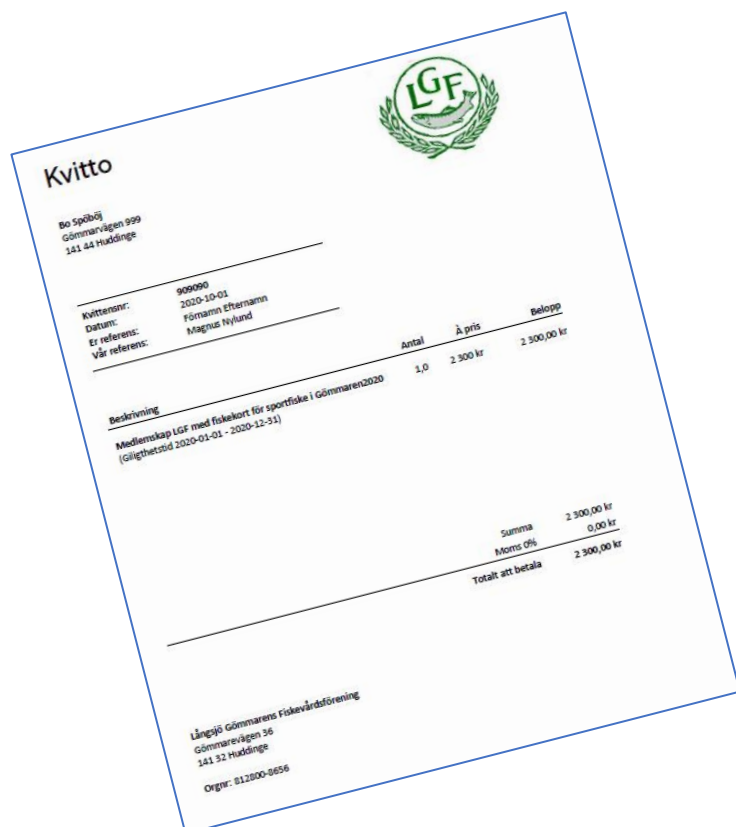 LGF
Kvitto
Bo Spöböj
Gömmarvägen 999
141 44 Huddinge
Kvittensnr: 909090
Datum: 2020-10-01
Er referens: Förnamn Efternamn
Vår referens: Magnus Nylund
Beskrivning Antal À pris Belopp
Medlemskap LGF med fiskekort för sportfiske i Gömmaren2020 1,0 2 300 kr 2 300,00 kr
(Giligthetstid 2020-01-01 - 2020-12-31)
Summa 2 300,00 kr
Moms 0% 0,00 kr
Totalt att betala 2 300,00 kr
Långsjö Gömmarens Fiskevårdsförening
Gömmarevägen 36
141 32 Huddinge
Orgnr: 812800-8656